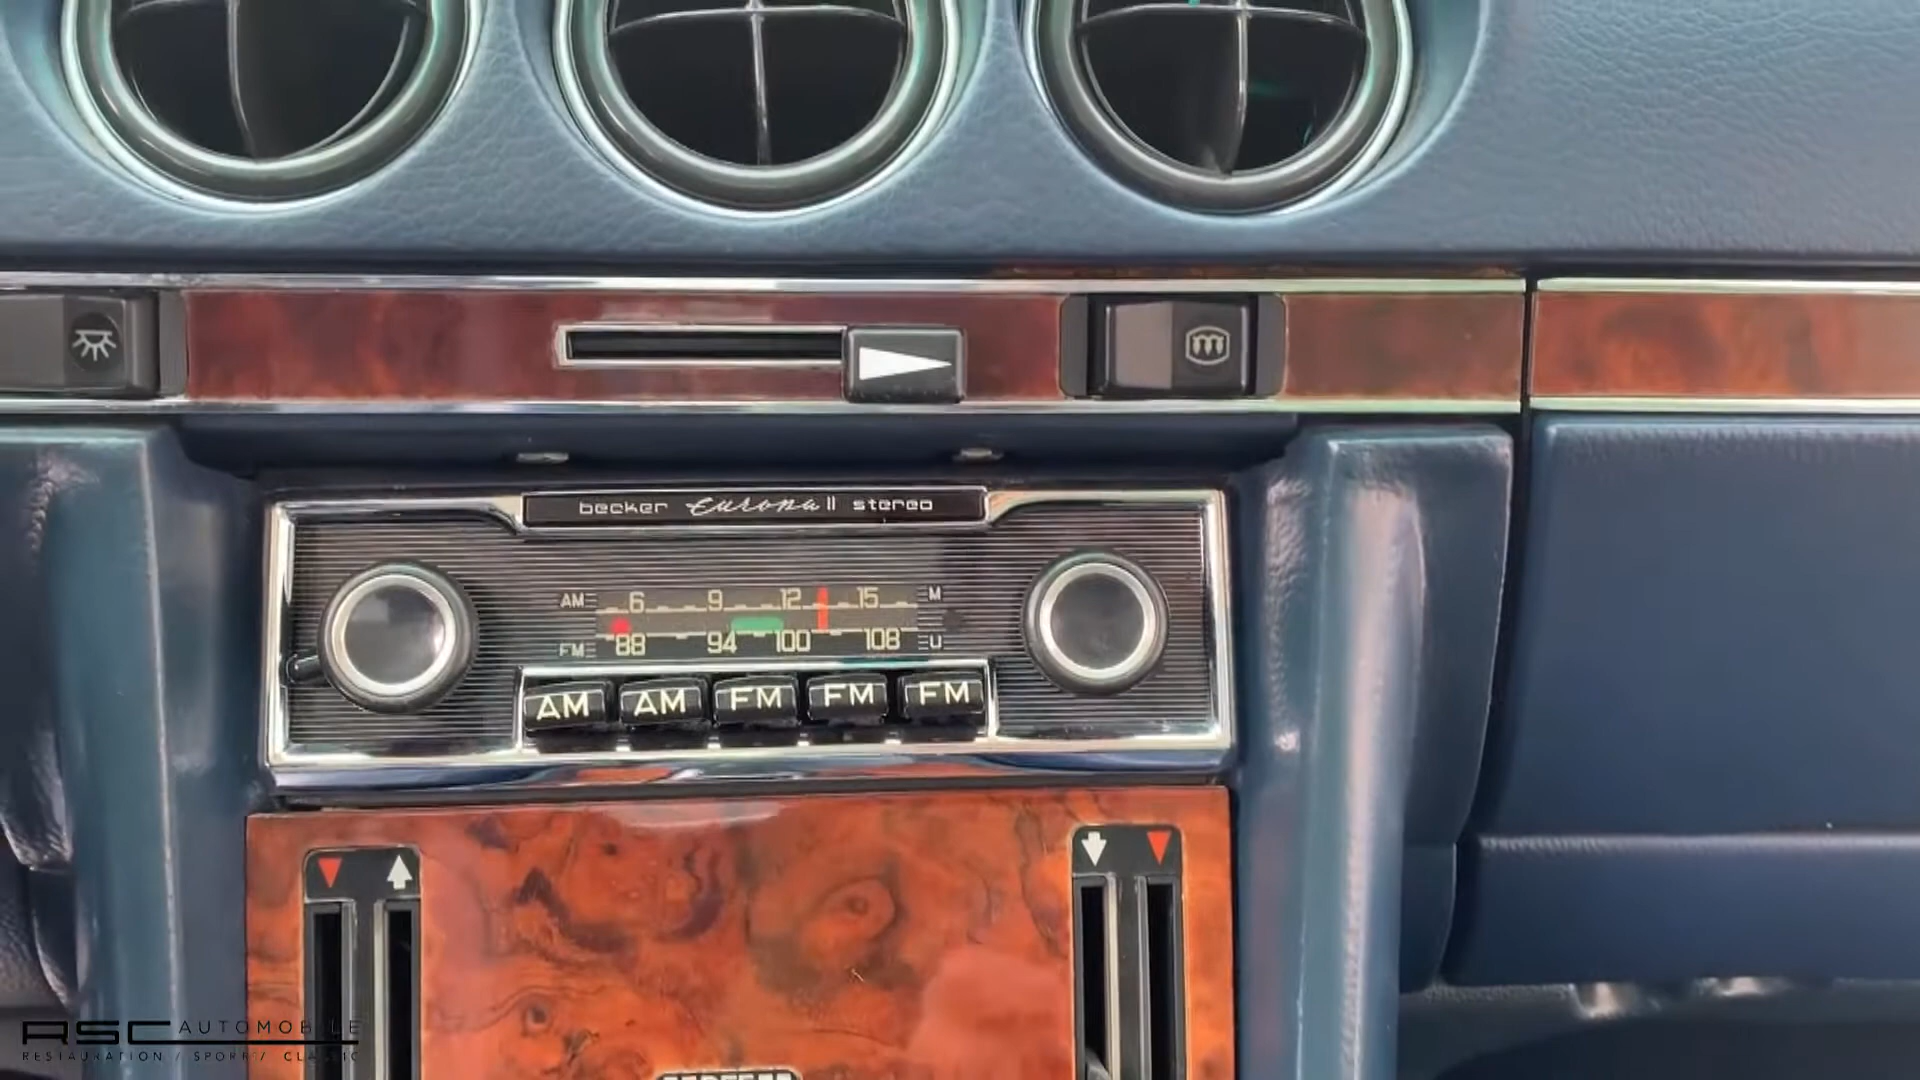 becker Europa II stereo
AM 6 9 12 15 M
FM 88 94 100 108 U
AM AM FM FM FM
RSC AUTOMOBILE
RESTAURATION / SPORT / CLASSIC